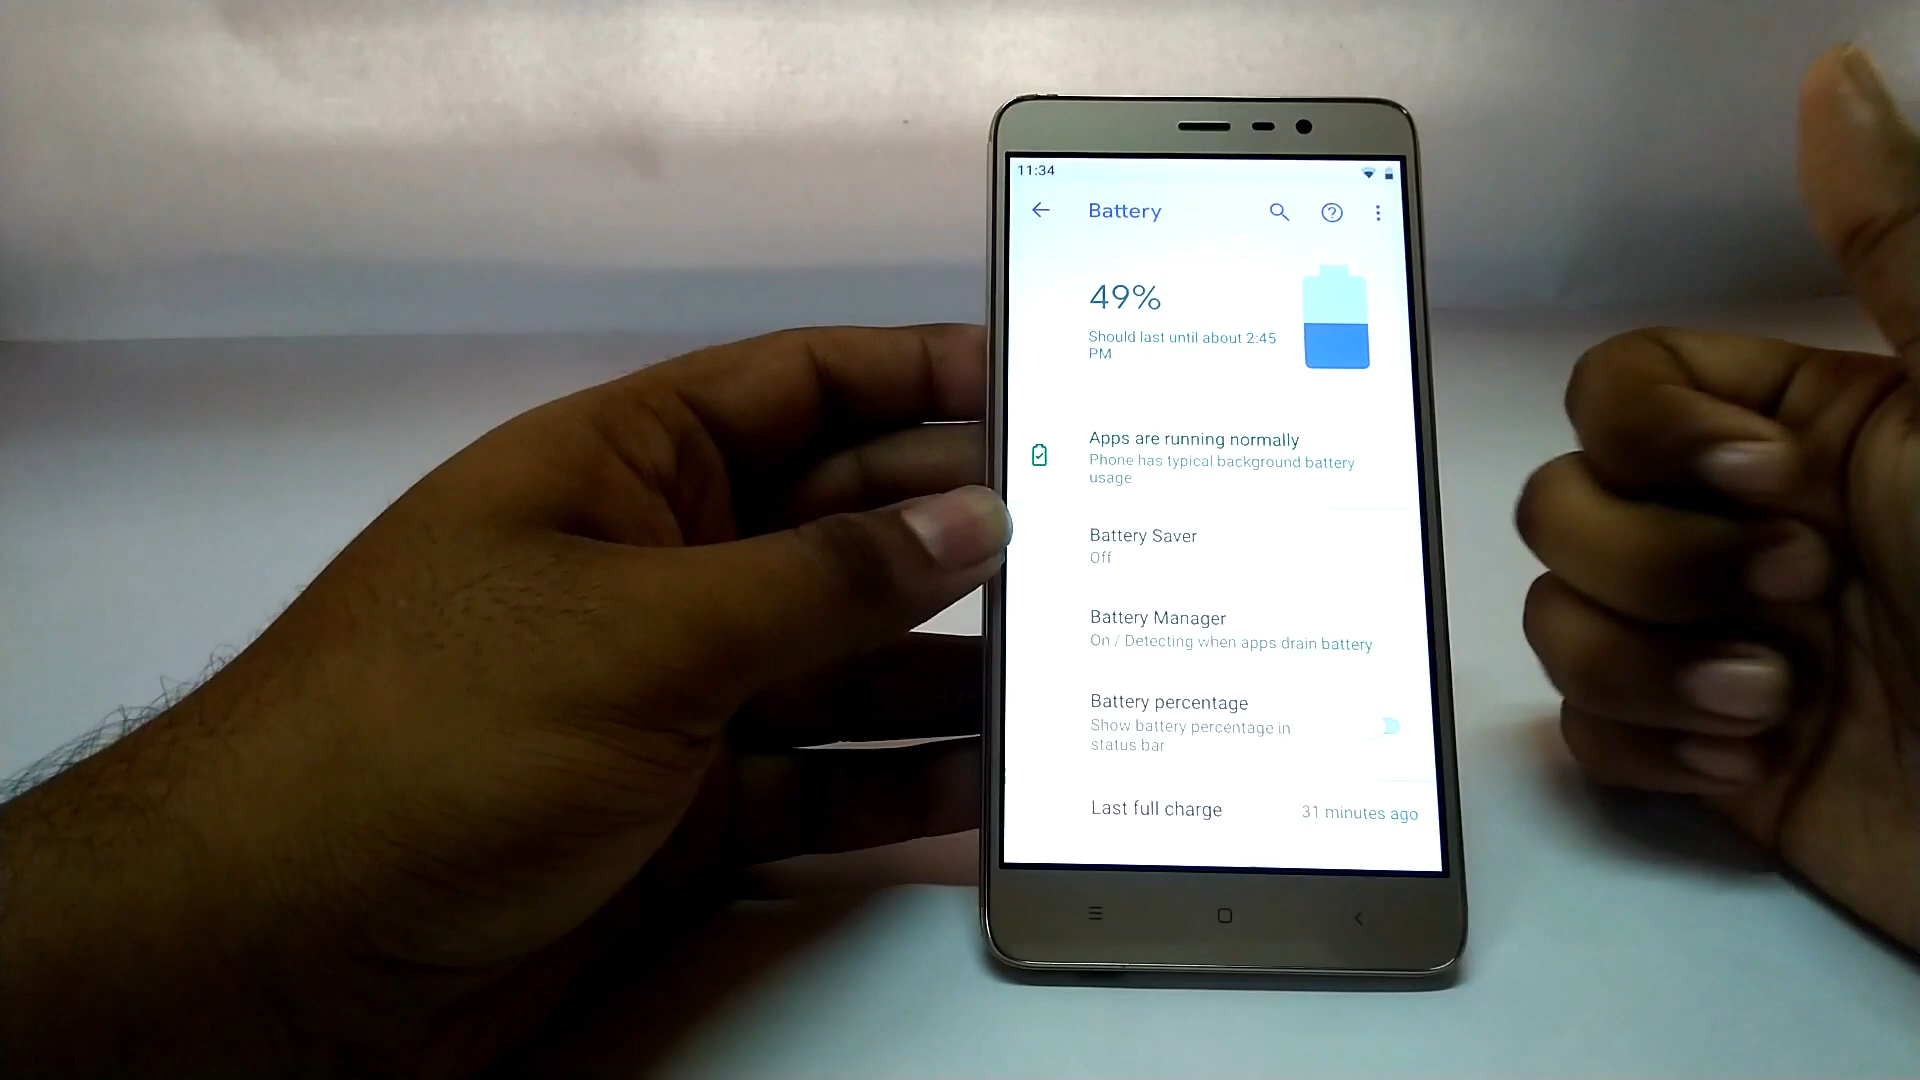 11:34
Battery
49%
Should last until about 2:45
PM
Apps are running normally
Phone has typical background battery
usage
Battery Saver
Off
Battery Manager
On / Detecting when apps drain battery
Battery percentage
Show battery percentage in
status bar
Last full charge 31 minutes ago